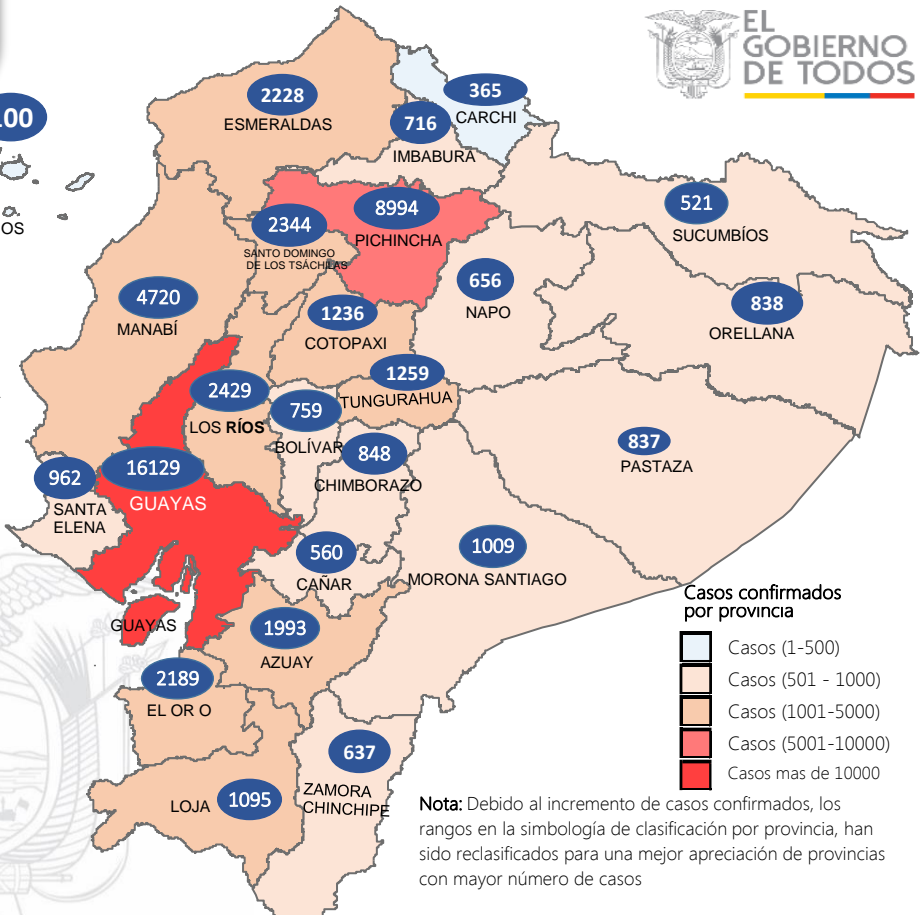 EL
GOBIERNO
DE TODOS
2228
ESMERALDAS
365
CARCHI
716
IMBABURA
.00
OS
2344
SANTO DOMINGO
DE LOS TSÁCHILAS
8994
PICHINCHA
521
SUCUMBÍOS
4720
MANABÍ
1236
COTOPAXI
656
NAPO
838
ORELLANA
2429
LOS RÍOS
1259
TUNGURAHUA
759
BOLÍVAR
848
CHIMBORAZO
837
PASTAZA
962
SANTA
ELENA
16129
GUAYAS
560
CAÑAR
1009
MORONA SANTIAGO
GUAYAS
1993
AZUAY
2189
EL OR O
LOJA 1095
637
ZAMORA
CHINCHIPE
Casos confirmados
por provincia
Casos (1-500)
Casos (501 - 1000)
Casos (1001-5000)
Casos (5001-10000)
Casos mas de 10000
Nota: Debido al incremento de casos confirmados, los
rangos en la simbología de clasificación por provincia, han
sido reclasificados para una mejor apreciación de provincias
con mayor número de casos